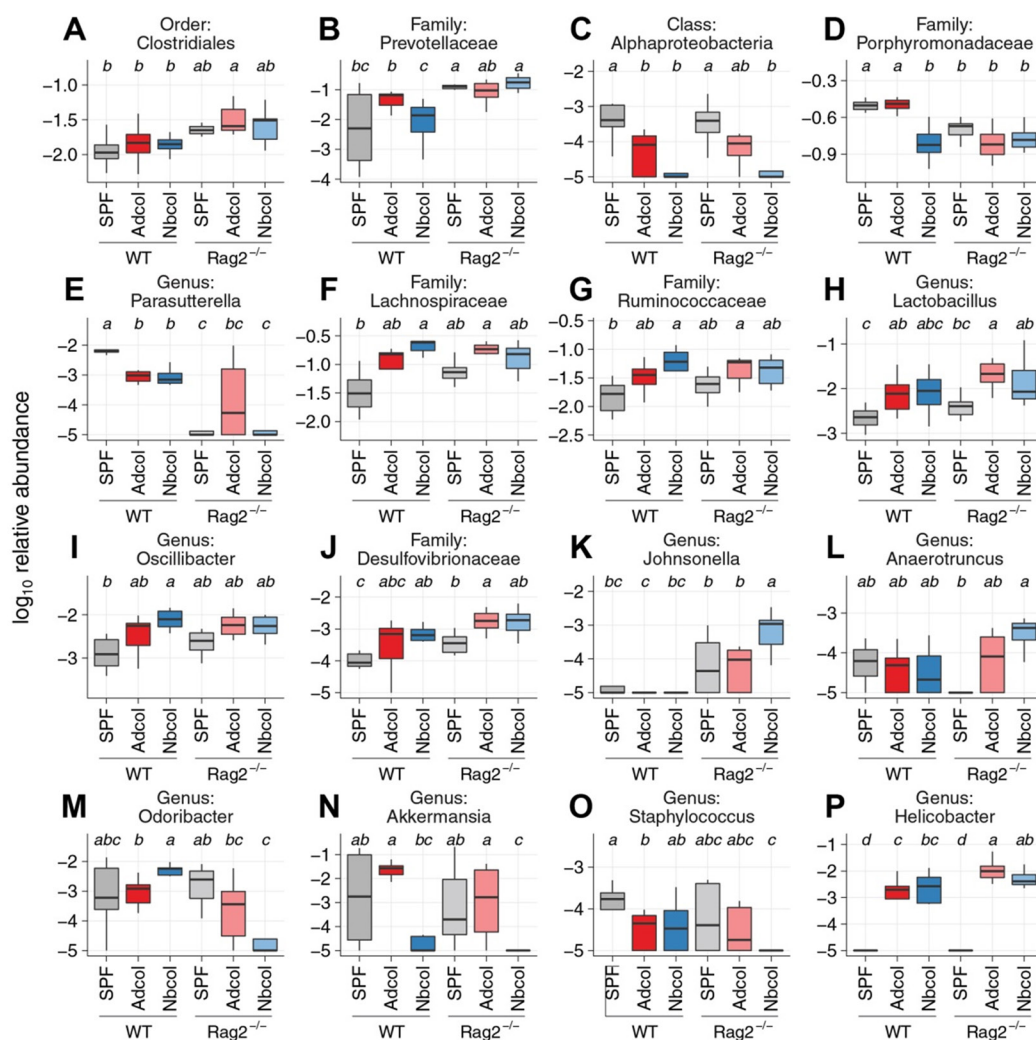 log10 relative abundance
A
Order:
Clostridiales
b b b ab a ab
−1.0
−1.5
−2.0
SPF Adcol Nbcol SPF Adcol Nbcol
WT Rag2−/−
B
Family:
Prevotellaceae
bc b c a a a
−1
−2
−3
−4
SPF Adcol Nbcol SPF Adcol Nbcol
WT Rag2−/−
C
Class:
Alphaproteobacteria
a b b a ab b
−2
−3
−4
−5
SPF Adcol Nbcol SPF Adcol Nbcol
WT Rag2−/−
D
Family:
Porphyromonadaceae
a a b b b b
−0.3
−0.6
−0.9
SPF Adcol Nbcol SPF Adcol Nbcol
WT Rag2−/−
E
Genus:
Parasutterella
a b b c bc c
−2
−3
−4
−5
SPF Adcol Nbcol SPF Adcol Nbcol
WT Rag2−/−
F
Family:
Lachnospiraceae
b ab a ab a ab
−0.5
−1.0
−1.5
−2.0
SPF Adcol Nbcol SPF Adcol Nbcol
WT Rag2−/−
G
Family:
Ruminococcaceae
b ab a ab a ab
−0.5
−1.0
−1.5
−2.0
−2.5
SPF Adcol Nbcol SPF Adcol Nbcol
WT Rag2−/−
H
Genus:
Lactobacillus
c ab abc bc a ab
−1
−2
−3
SPF Adcol Nbcol SPF Adcol Nbcol
WT Rag2−/−
I
Genus:
Oscillibacter
b ab a ab ab ab
−2
−3
SPF Adcol Nbcol SPF Adcol Nbcol
WT Rag2−/−
J
Family:
Desulfovibrionaceae
c abc ab b a ab
−2
−3
−4
−5
SPF Adcol Nbcol SPF Adcol Nbcol
WT Rag2−/−
K
Genus:
Johnsonella
bc c bc b b a
−2
−3
−4
−5
SPF Adcol Nbcol SPF Adcol Nbcol
WT Rag2−/−
L
Genus:
Anaerotruncus
ab ab ab b ab a
−3
−4
−5
SPF Adcol Nbcol SPF Adcol Nbcol
WT Rag2−/−
M
Genus:
Odoribacter
abc b a ab bc c
−2
−3
−4
−5
SPF Adcol Nbcol SPF Adcol Nbcol
WT Rag2−/−
N
Genus:
Akkermansia
ab a bc ab a c
−1
−2
−3
−4
−5
SPF Adcol Nbcol SPF Adcol Nbcol
WT Rag2−/−
O
Genus:
Staphylococcus
a b ab abc abc c
−3
−4
−5
SPF Adcol Nbcol SPF Adcol Nbcol
WT Rag2−/−
P
Genus:
Helicobacter
d c bc d a ab
−1
−2
−3
−4
−5
SPF Adcol Nbcol SPF Adcol Nbcol
WT Rag2−/−